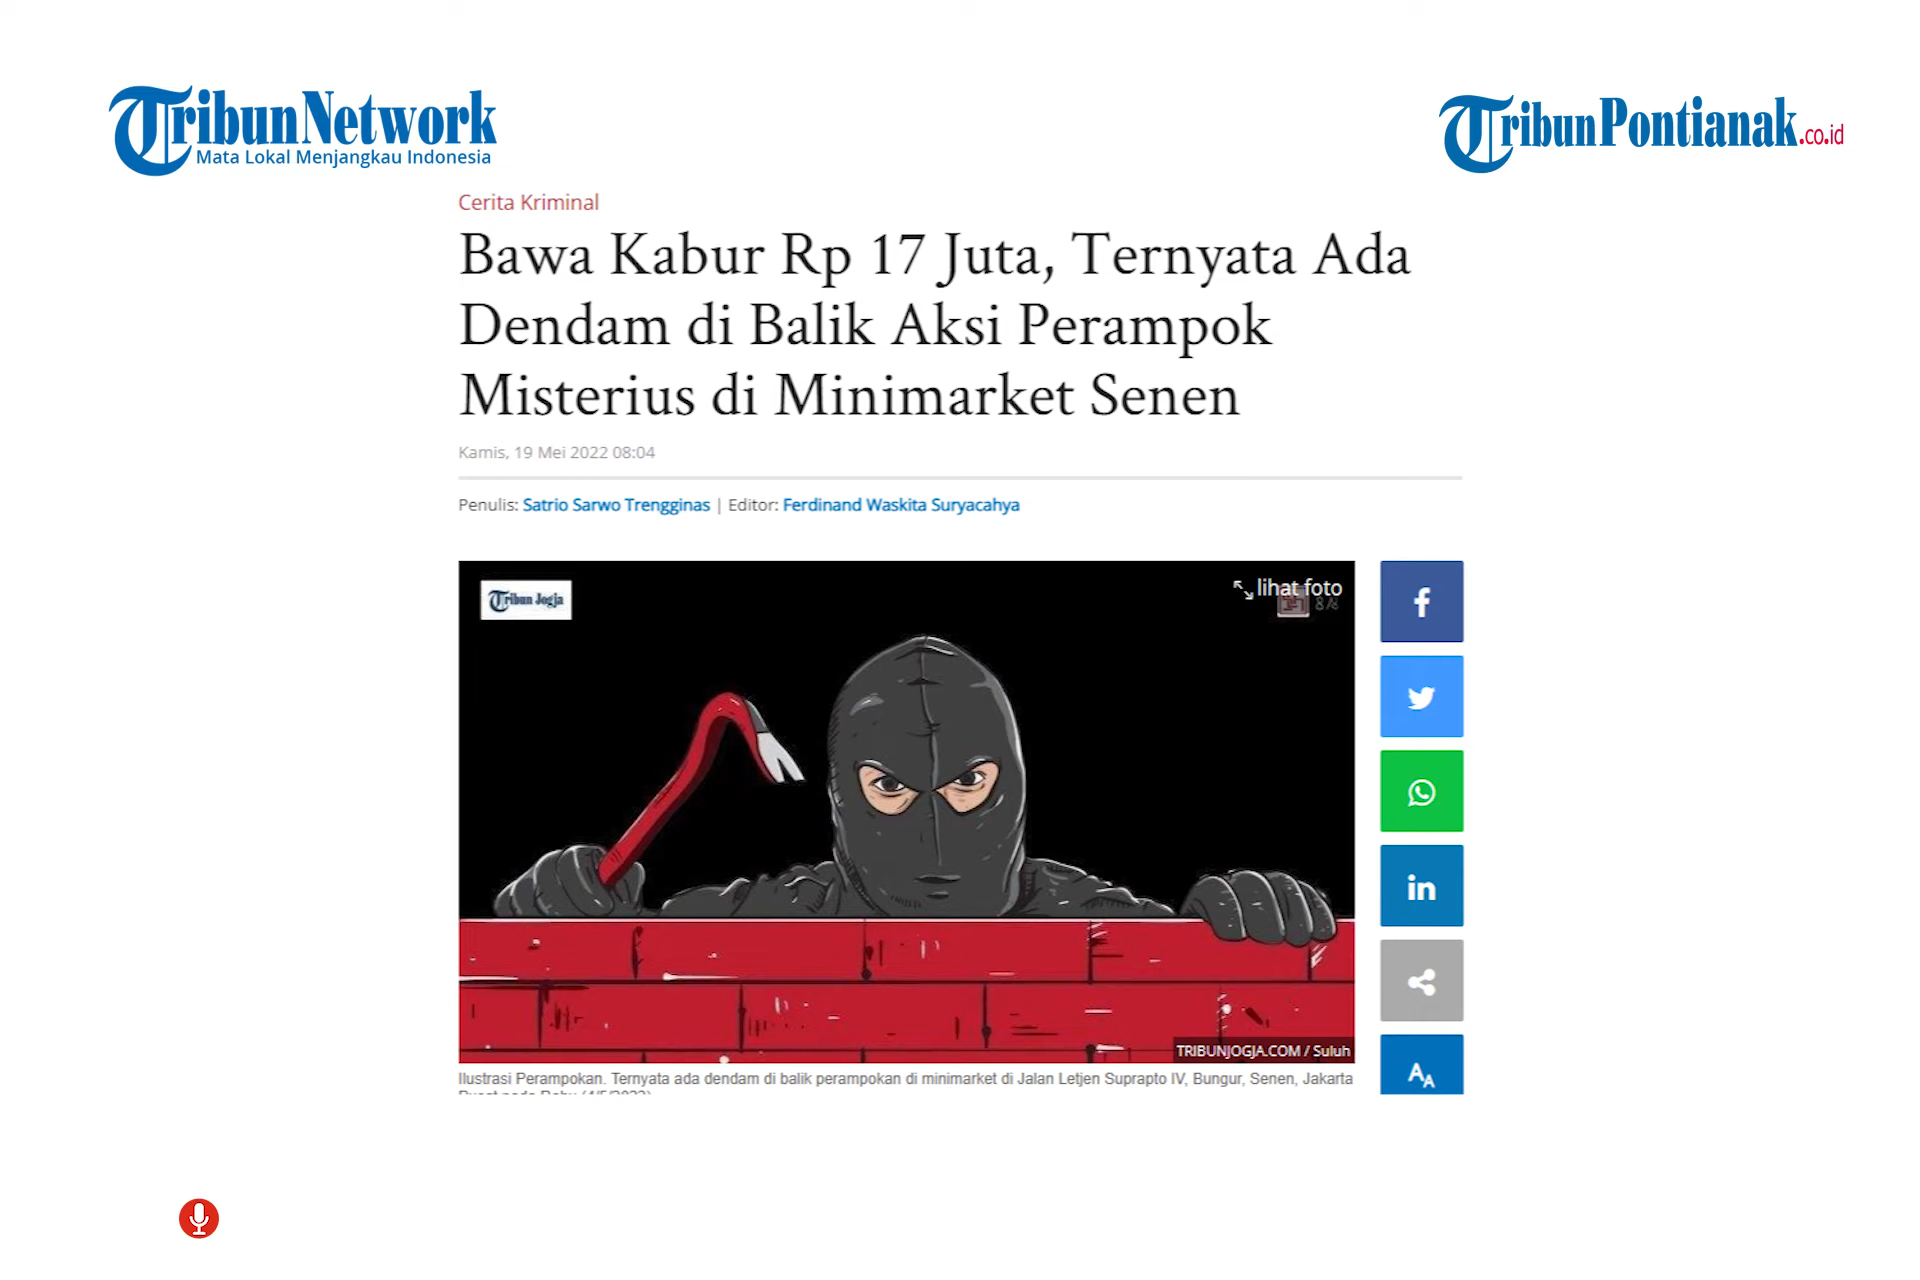 TribunNetwork
Mata Lokal Menjangkau Indonesia
TribunPontianak.co.id
Cerita Kriminal
Bawa Kabur Rp 17 Juta, Ternyata Ada
Dendam di Balik Aksi Perampok
Misterius di Minimarket Senen
Kamis, 19 Mei 2022 08:04
Penulis: Satrio Sarwo Trengginas | Editor: Ferdinand Waskita Suryacahya
Tribun Jogja
lihat foto
TRIBUNJOGJA.COM / Suluh
Ilustrasi Perampokan. Ternyata ada dendam di balik perampokan di minimarket di Jalan Letjen Suprapto IV, Bungur, Senen, Jakarta
f
in
AA